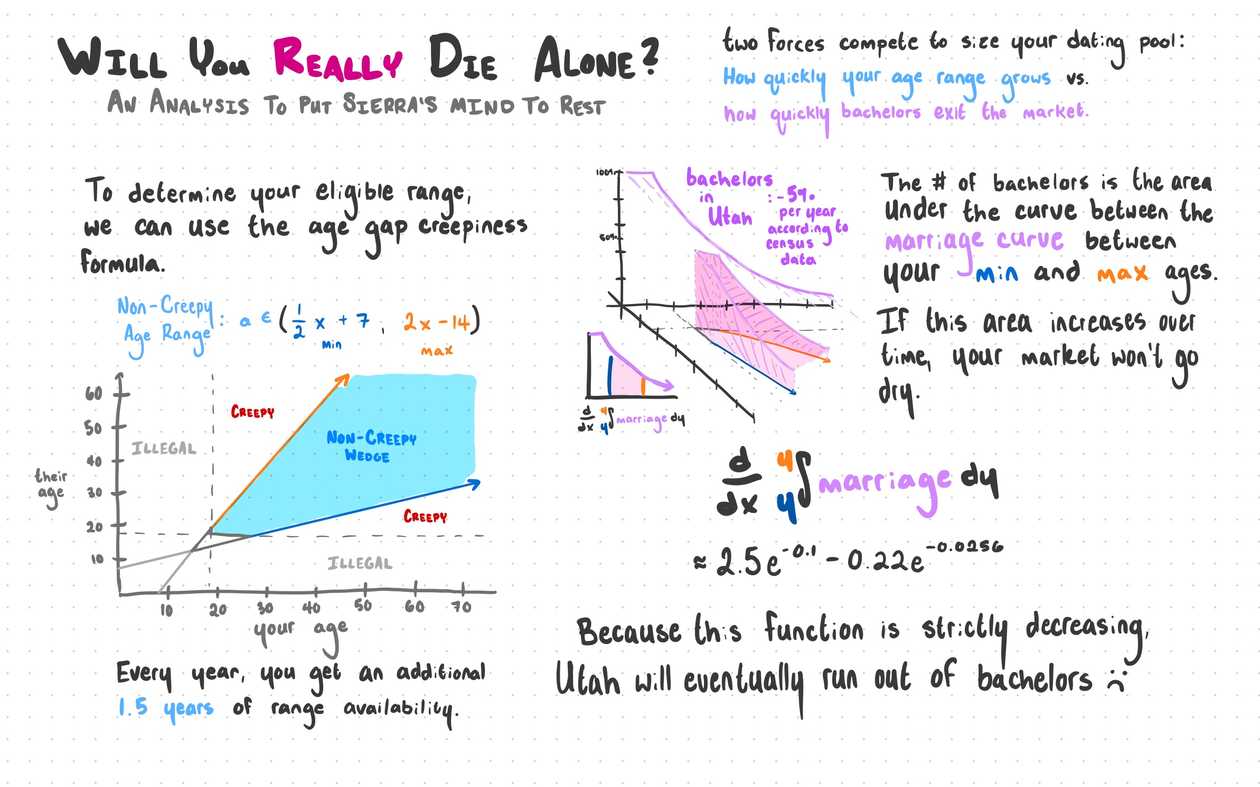 WILL YOU REALLY DIE ALONE?
AN ANALYSIS TO PUT SIERRA'S MIND TO REST
two forces compete to size your dating pool:
How quickly your age range grows vs.
how quickly bachelors exit the market.
To determine your eligible range,
we can use the age gap creepiness
formula.
Non-Creepy
Age Range: a ∈ (1/2 x + 7, 2x - 14)
min
max
60
50
40
30
20
10
their
age
ILLEGAL
CREEPY
NON-CREEPY
WEDGE
CREEPY
ILLEGAL
10 20 30 40 50 60 70
your age
Every year, you get an additional
1.5 years of range availability.
100%
50%
bachelors
in
Utah
: -5%
per year
according to
census
data
d/dx y∫y marriage dy
The # of bachelors is the area
under the curve between the
marriage curve between
your min and max ages.
If this area increases over
time, your market won't go
dry.
d/dx y∫y marriage dy
≈ 2.5e^-0.1 - 0.22e^-0.0256
Because this function is strictly decreasing,
Utah will eventually run out of bachelors :(